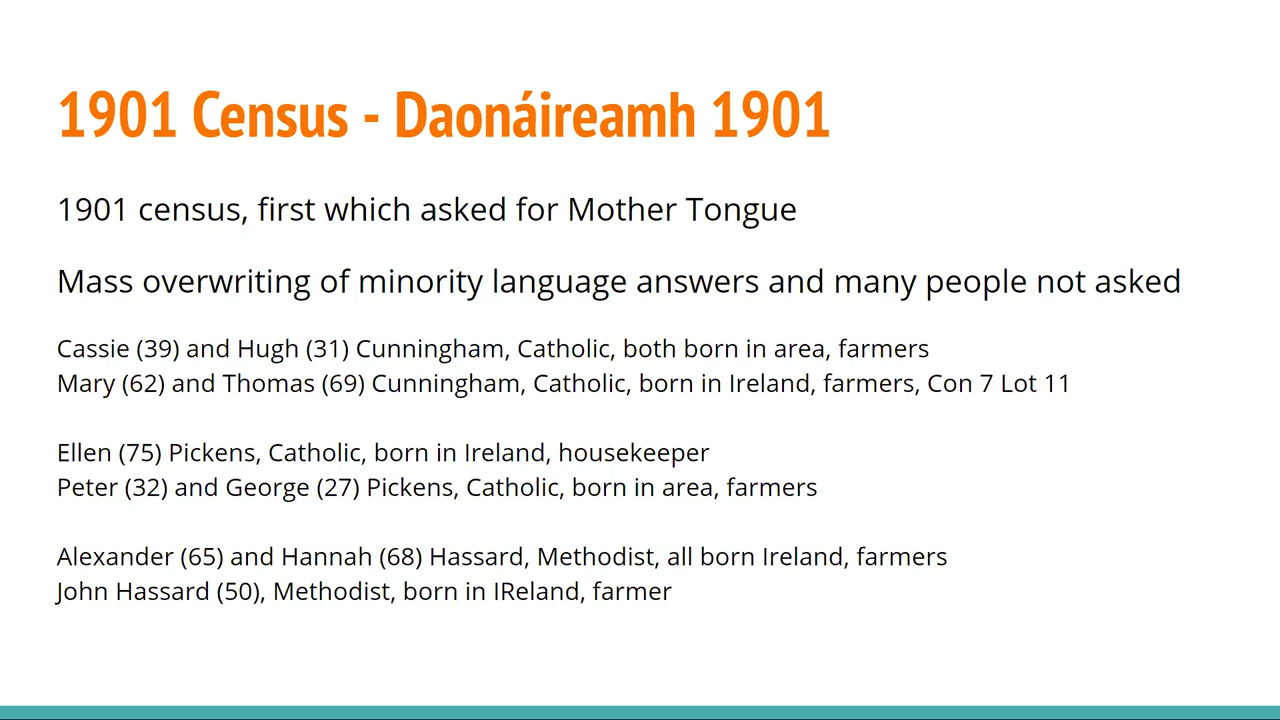 1901 Census - Daonáireamh 1901
1901 census, first which asked for Mother Tongue
Mass overwriting of minority language answers and many people not asked
Cassie (39) and Hugh (31) Cunningham, Catholic, both born in area, farmers
Mary (62) and Thomas (69) Cunningham, Catholic, born in Ireland, farmers, Con 7 Lot 11
Ellen (75) Pickens, Catholic, born in Ireland, housekeeper
Peter (32) and George (27) Pickens, Catholic, born in area, farmers
Alexander (65) and Hannah (68) Hassard, Methodist, all born Ireland, farmers
John Hassard (50), Methodist, born in IReland, farmer